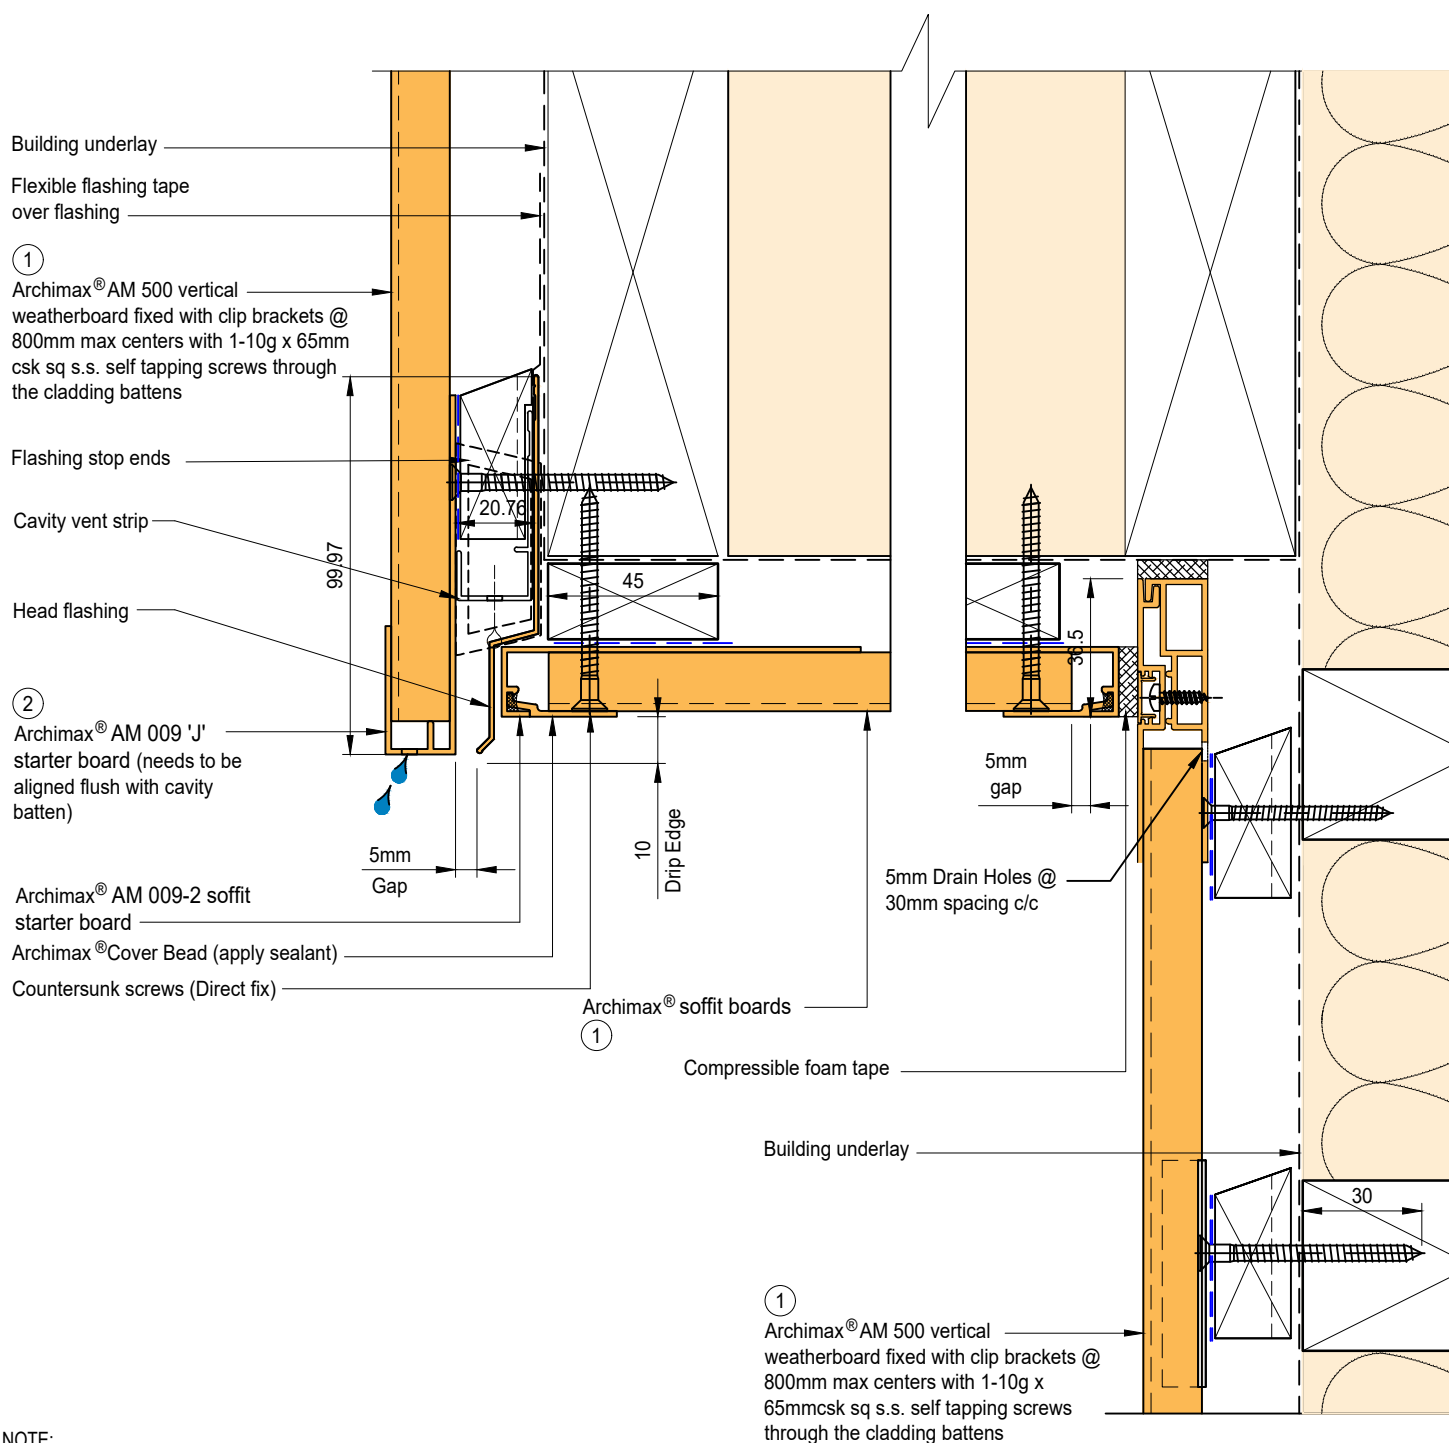 Building underlay
Flexible flashing tape
over flashing
1
Archimax® AM 500 vertical
weatherboard fixed with clip brackets @
800mm max centers with 1-10g x 65mm
csk sq s.s. self tapping screws through
the cladding battens
Flashing stop ends
Cavity vent strip
Head flashing
99.97
20.76
45
36.5
2
Archimax® AM 009 'J'
starter board (needs to be
aligned flush with cavity
batten)
5mm
Gap
10
Drip Edge
5mm
gap
Archimax® AM 009-2 soffit
starter board
Archimax ®Cover Bead (apply sealant)
Countersunk screws (Direct fix)
5mm Drain Holes @
30mm spacing c/c
Archimax® soffit boards
1
Compressible foam tape
Building underlay
30
1
Archimax® AM 500 vertical
weatherboard fixed with clip brackets @
800mm max centers with 1-10g x
65mmcsk sq s.s. self tapping screws
through the cladding battens
NOTE: